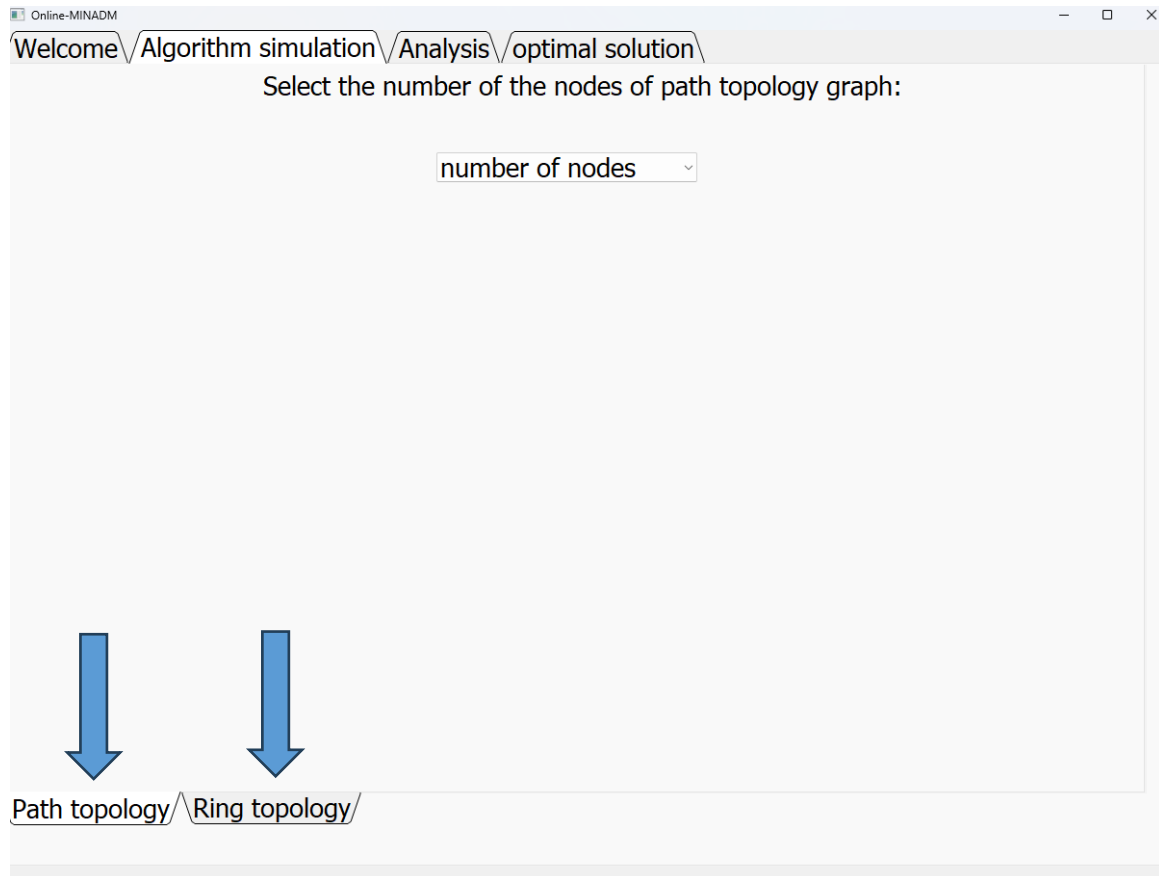 Online-MINADM
Welcome Algorithm simulation Analysis optimal solution
Select the number of the nodes of path topology graph:
number of nodes
Path topology Ring topology